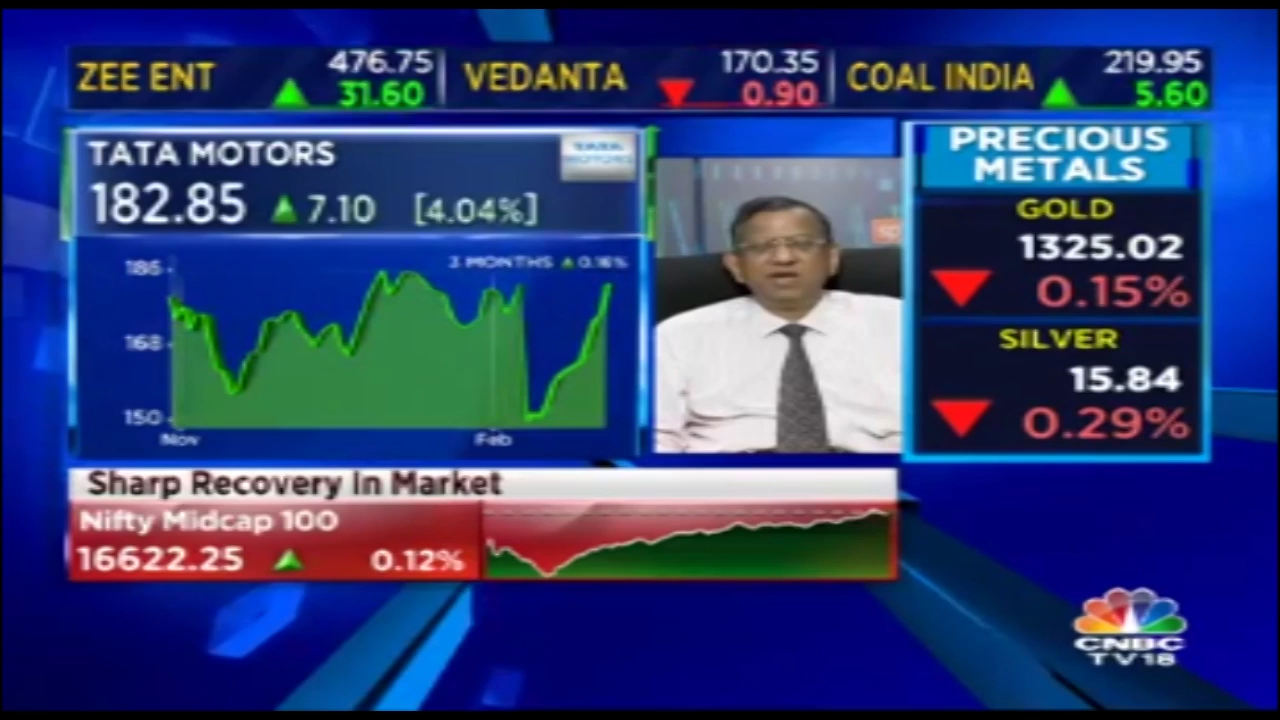 ZEE ENT 476.75 VEDANTA 170.35 COAL INDIA 219.95
31.60 0.90 5.60
TATA MOTORS
TATA MOTORS
182.85 7.10 [4.04%]
3 MONTHS 0.16%
186
168
150
Nov Feb
PRECIOUS
METALS
GOLD
1325.02
0.15%
SILVER
15.84
0.29%
Sharp Recovery In Market
Nifty Midcap 100
16622.25 0.12%
CNBC
TV18